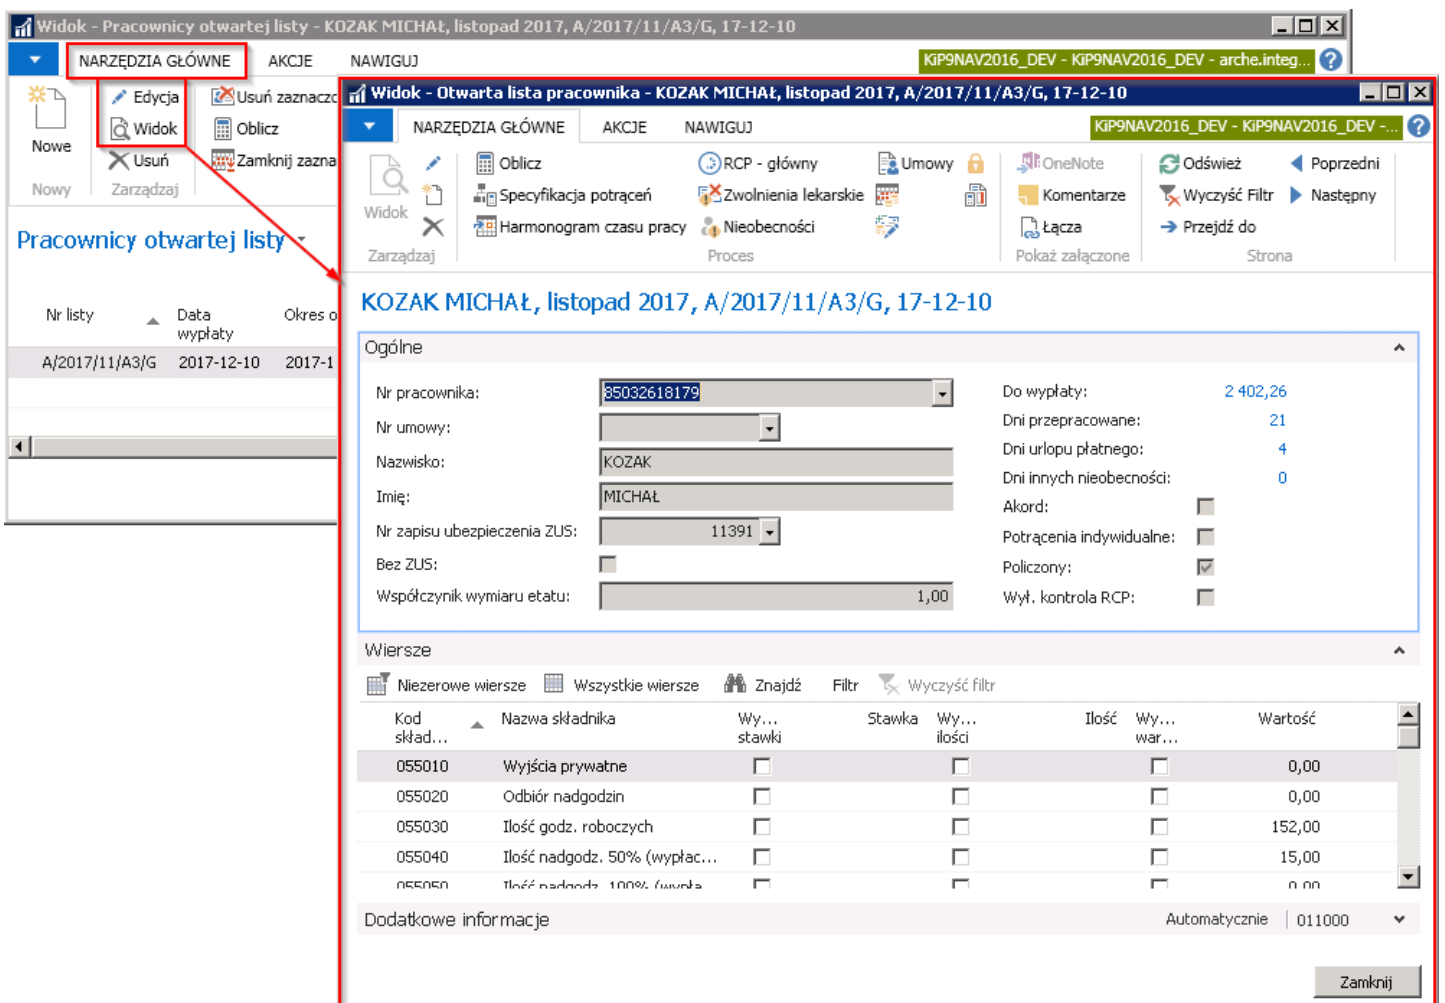 Widok - Pracownicy otwartej listy - KOZAK MICHAŁ, listopad 2017, A/2017/11/A3/G, 17-12-10
NARZĘDZIA GŁÓWNE AKCJE NAWIGUJ KiP9NAV2016_DEV - KiP9NAV2016_DEV - arche.integ...
Nowe
Edycja
Widok
Usuń
Usuń zaznaczo
Oblicz
Zamknij zazna
Nowy Zarządzaj
Pracownicy otwartej listy
Nr listy Data wypłaty Okres o
A/2017/11/A3/G 2017-12-10 2017-1
Widok - Otwarta lista pracownika - KOZAK MICHAŁ, listopad 2017, A/2017/11/A3/G, 17-12-10
NARZĘDZIA GŁÓWNE AKCJE NAWIGUJ KiP9NAV2016_DEV - KiP9NAV2016_DEV -...
Widok
Oblicz RCP - główny Umowy OneNote Odśwież Poprzedni
Specyfikacja potrąceń Zwolnienia lekarskie Komentarze Wyczyść Filtr Następny
Harmonogram czasu pracy Nieobecności Łącza Przejdź do
Zarządzaj Proces Pokaż załączone Strona
KOZAK MICHAŁ, listopad 2017, A/2017/11/A3/G, 17-12-10
Ogólne
Nr pracownika: 85032618179
Nr umowy:
Nazwisko: KOZAK
Imię: MICHAŁ
Nr zapisu ubezpieczenia ZUS: 11391
Bez ZUS:
Współczynik wymiaru etatu: 1,00
Do wypłaty: 2 402,26
Dni przepracowane: 21
Dni urlopu płatnego: 4
Dni innych nieobecności: 0
Akord:
Potrącenia indywidualne:
Policzony:
Wył. kontrola RCP:
Wiersze
Niezerowe wiersze Wszystkie wiersze Znajdź Filtr Wyczyść filtr
Kod skład... Nazwa składnika Wy... stawki Stawka Wy... ilości Ilość Wy... war... Wartość
055010 Wyjścia prywatne 0,00
055020 Odbiór nadgodzin 0,00
055030 Ilość godz. roboczych 152,00
055040 Ilość nadgodz. 50% (wypłac... 15,00
055050 Ilość nadgodz. 100% (wypła 0,00
Dodatkowe informacje Automatycznie 011000
Zamknij